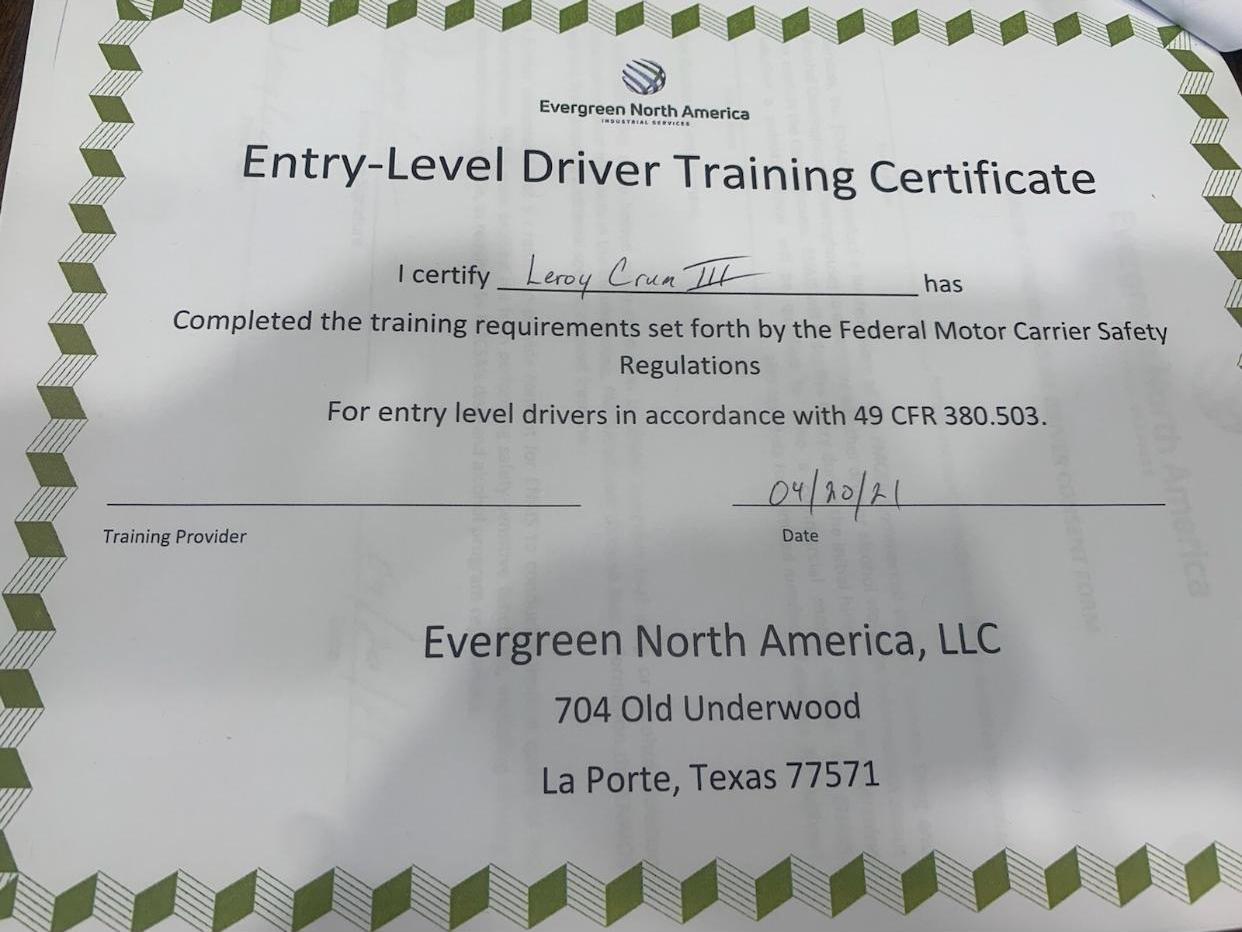 Evergreen North America
INDUSTRIAL SERVICES
Entry-Level Driver Training Certificate
I certify Leroy Crum III has
Completed the training requirements set forth by the Federal Motor Carrier Safety
Regulations
For entry level drivers in accordance with 49 CFR 380.503.
04/20/21
Training Provider Date
Evergreen North America, LLC
704 Old Underwood
La Porte, Texas 77571